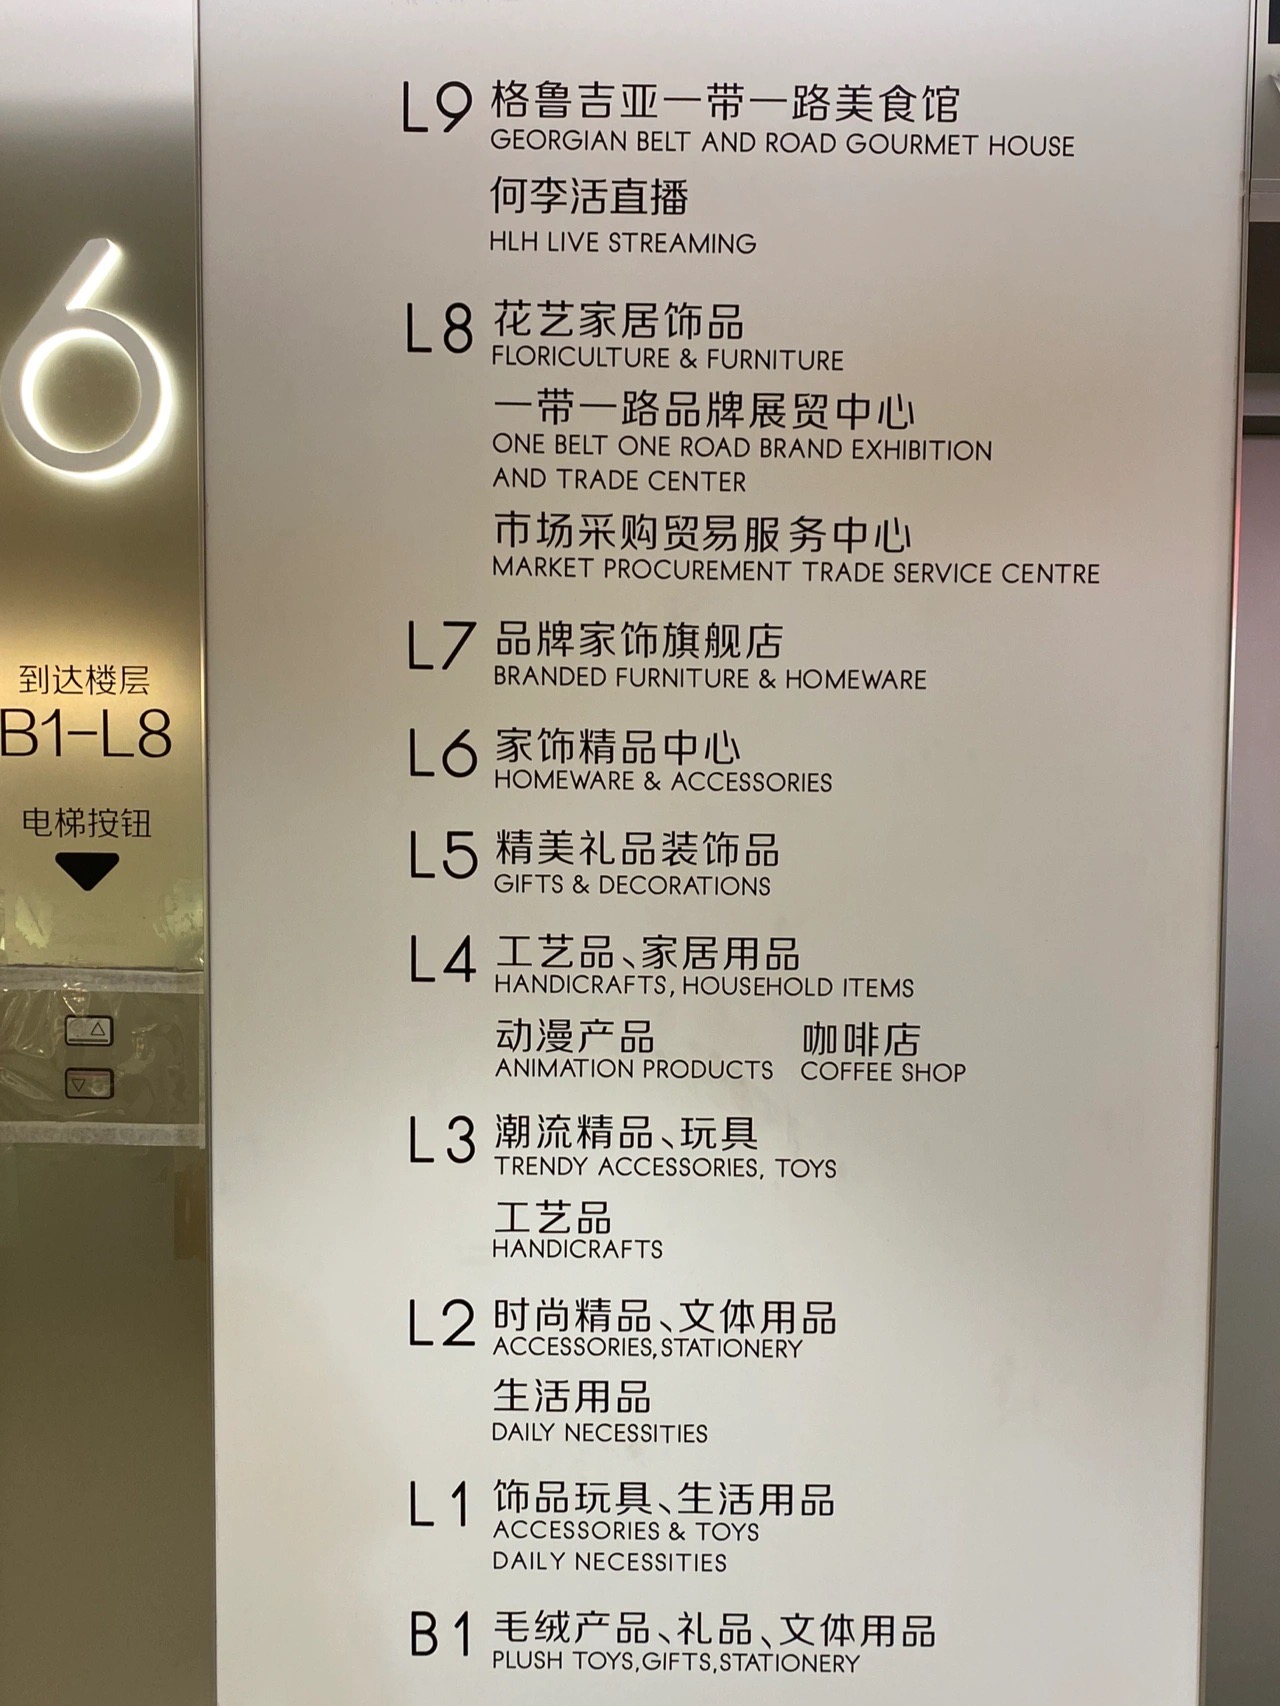 6
到达楼层
B1-L8
电梯按钮
L9 格鲁吉亚一带一路美食馆
GEORGIAN BELT AND ROAD GOURMET HOUSE
何李活直播
HLH LIVE STREAMING
L8 花艺家居饰品
FLORICULTURE & FURNITURE
一带一路品牌展贸中心
ONE BELT ONE ROAD BRAND EXHIBITION
AND TRADE CENTER
市场采购贸易服务中心
MARKET PROCUREMENT TRADE SERVICE CENTRE
L7 品牌家饰旗舰店
BRANDED FURNITURE & HOMEWARE
L6 家饰精品中心
HOMEWARE & ACCESSORIES
L5 精美礼品装饰品
GIFTS & DECORATIONS
L4 工艺品、家居用品
HANDICRAFTS, HOUSEHOLD ITEMS
动漫产品 咖啡店
ANIMATION PRODUCTS COFFEE SHOP
L3 潮流精品、玩具
TRENDY ACCESSORIES, TOYS
工艺品
HANDICRAFTS
L2 时尚精品、文体用品
ACCESSORIES,STATIONERY
生活用品
DAILY NECESSITIES
L1 饰品玩具、生活用品
ACCESSORIES & TOYS
DAILY NECESSITIES
B1 毛绒产品、礼品、文体用品
PLUSH TOYS,GIFTS,STATIONERY